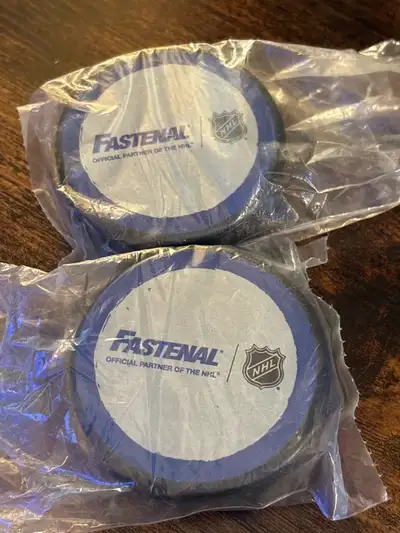 FASTENAL®
OFFICIAL PARTNER OF THE NHL®
NHL
FASTENAL®
OFFICIAL PARTNER OF THE NHL®
NHL